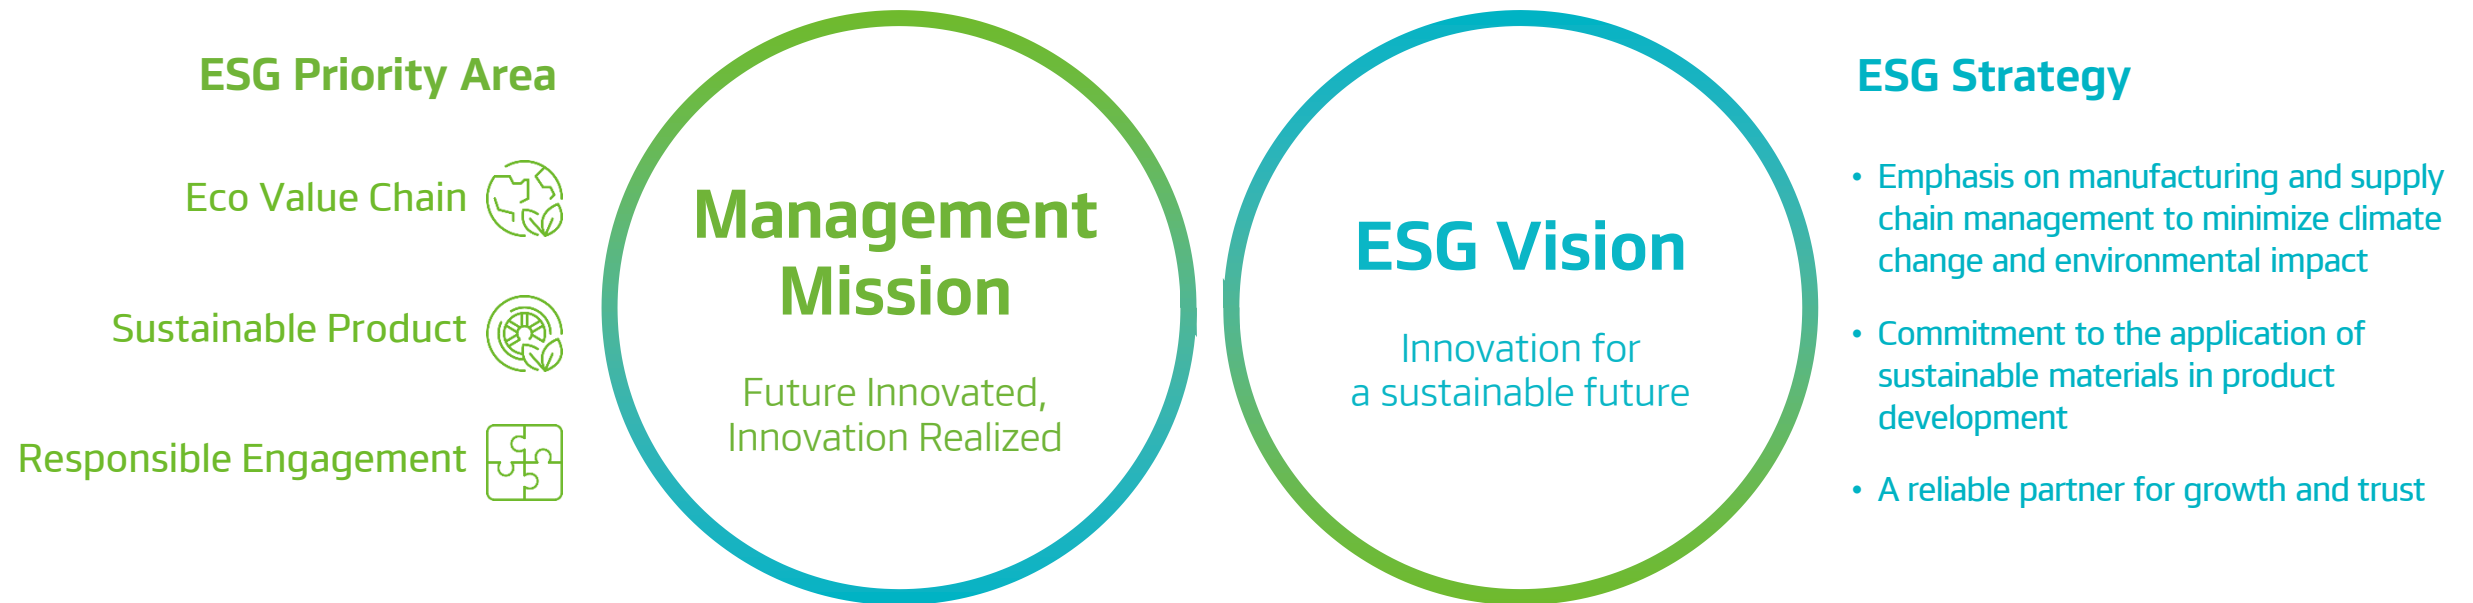 ESG Priority Area
Eco Value Chain
Sustainable Product
Responsible Engagement
Management
Mission
Future Innovated,
Innovation Realized
ESG Vision
Innovation for
a sustainable future
ESG Strategy
• Emphasis on manufacturing and supply
chain management to minimize climate
change and environmental impact
• Commitment to the application of
sustainable materials in product
development
• A reliable partner for growth and trust